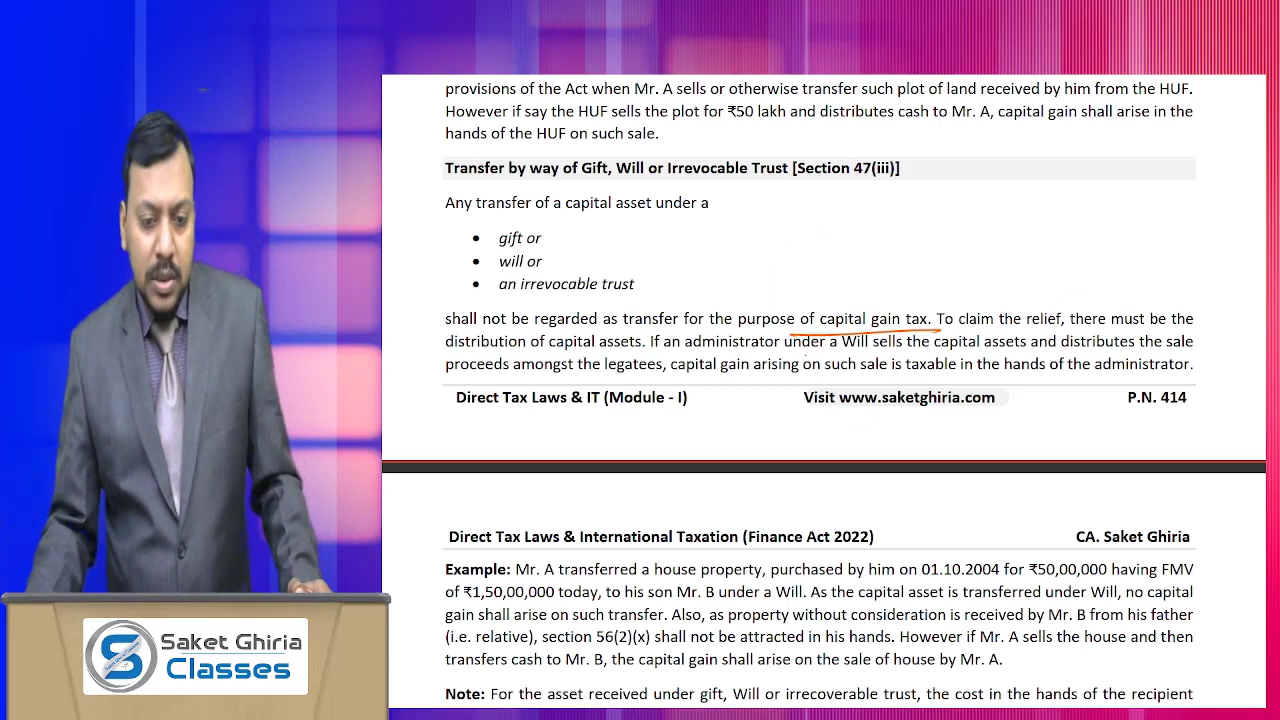 provisions of the Act when Mr. A sells or otherwise transfer such plot of land received by him from the HUF.
However if say the HUF sells the plot for ₹50 lakh and distributes cash to Mr. A, capital gain shall arise in the
hands of the HUF on such sale.
Transfer by way of Gift, Will or Irrevocable Trust [Section 47(iii)]
Any transfer of a capital asset under a
• gift or
• will or
• an irrevocable trust
shall not be regarded as transfer for the purpose of capital gain tax. To claim the relief, there must be the
distribution of capital assets. If an administrator under a Will sells the capital assets and distributes the sale
proceeds amongst the legatees, capital gain arising on such sale is taxable in the hands of the administrator.
Direct Tax Laws & IT (Module - I) Visit www.saketghiria.com P.N. 414
Direct Tax Laws & International Taxation (Finance Act 2022) CA. Saket Ghiria
Example: Mr. A transferred a house property, purchased by him on 01.10.2004 for ₹50,00,000 having FMV
of ₹1,50,00,000 today, to his son Mr. B under a Will. As the capital asset is transferred under Will, no capital
gain shall arise on such transfer. Also, as property without consideration is received by Mr. B from his father
(i.e. relative), section 56(2)(x) shall not be attracted in his hands. However if Mr. A sells the house and then
transfers cash to Mr. B, the capital gain shall arise on the sale of house by Mr. A.
Note: For the asset received under gift, Will or irrecoverable trust, the cost in the hands of the recipient
Saket Ghiria
Classes